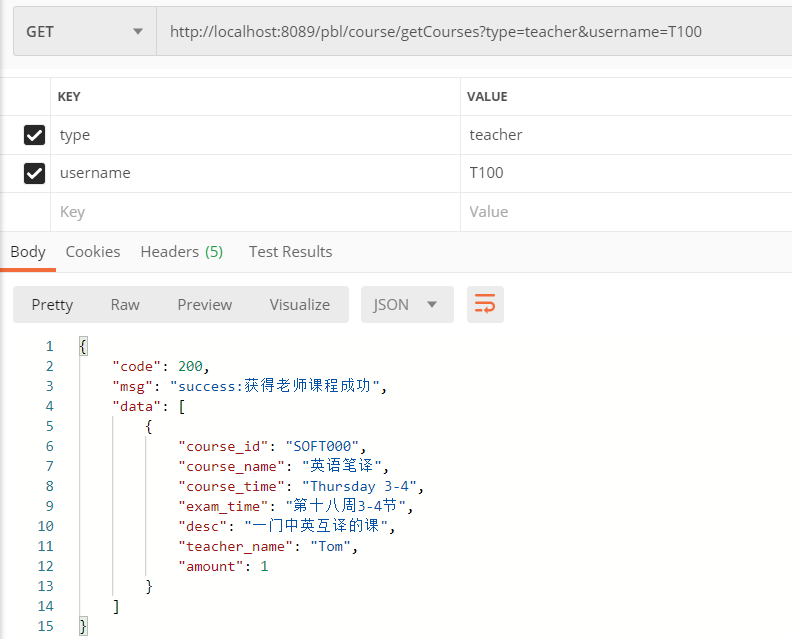 GET http://localhost:8089/pbl/course/getCourses?type=teacher&username=T100
KEY VALUE
type teacher
username T100
Key Value
Body Cookies Headers (5) Test Results
Pretty Raw Preview Visualize JSON
1 {
2 "code": 200,
3 "msg": "success:获得老师课程成功",
4 "data": [
5 {
6 "course_id": "SOFT000",
7 "course_name": "英语笔译",
8 "course_time": "Thursday 3-4",
9 "exam_time": "第十八周3-4节",
10 "desc": "一门中英互译的课",
11 "teacher_name": "Tom",
12 "amount": 1
13 }
14 ]
15 }